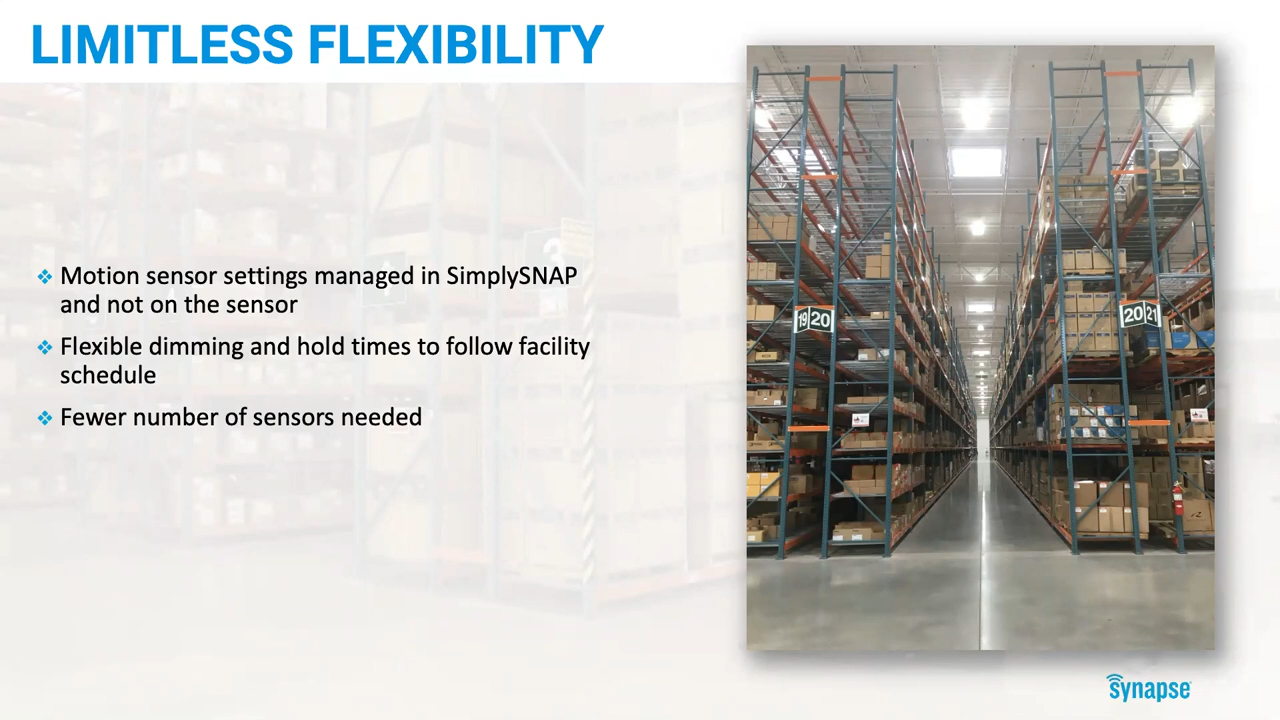 LIMITLESS FLEXIBILITY
Motion sensor settings managed in SimplySNAP
and not on the sensor
Flexible dimming and hold times to follow facility
schedule
Fewer number of sensors needed
19 20
20 21
synapse